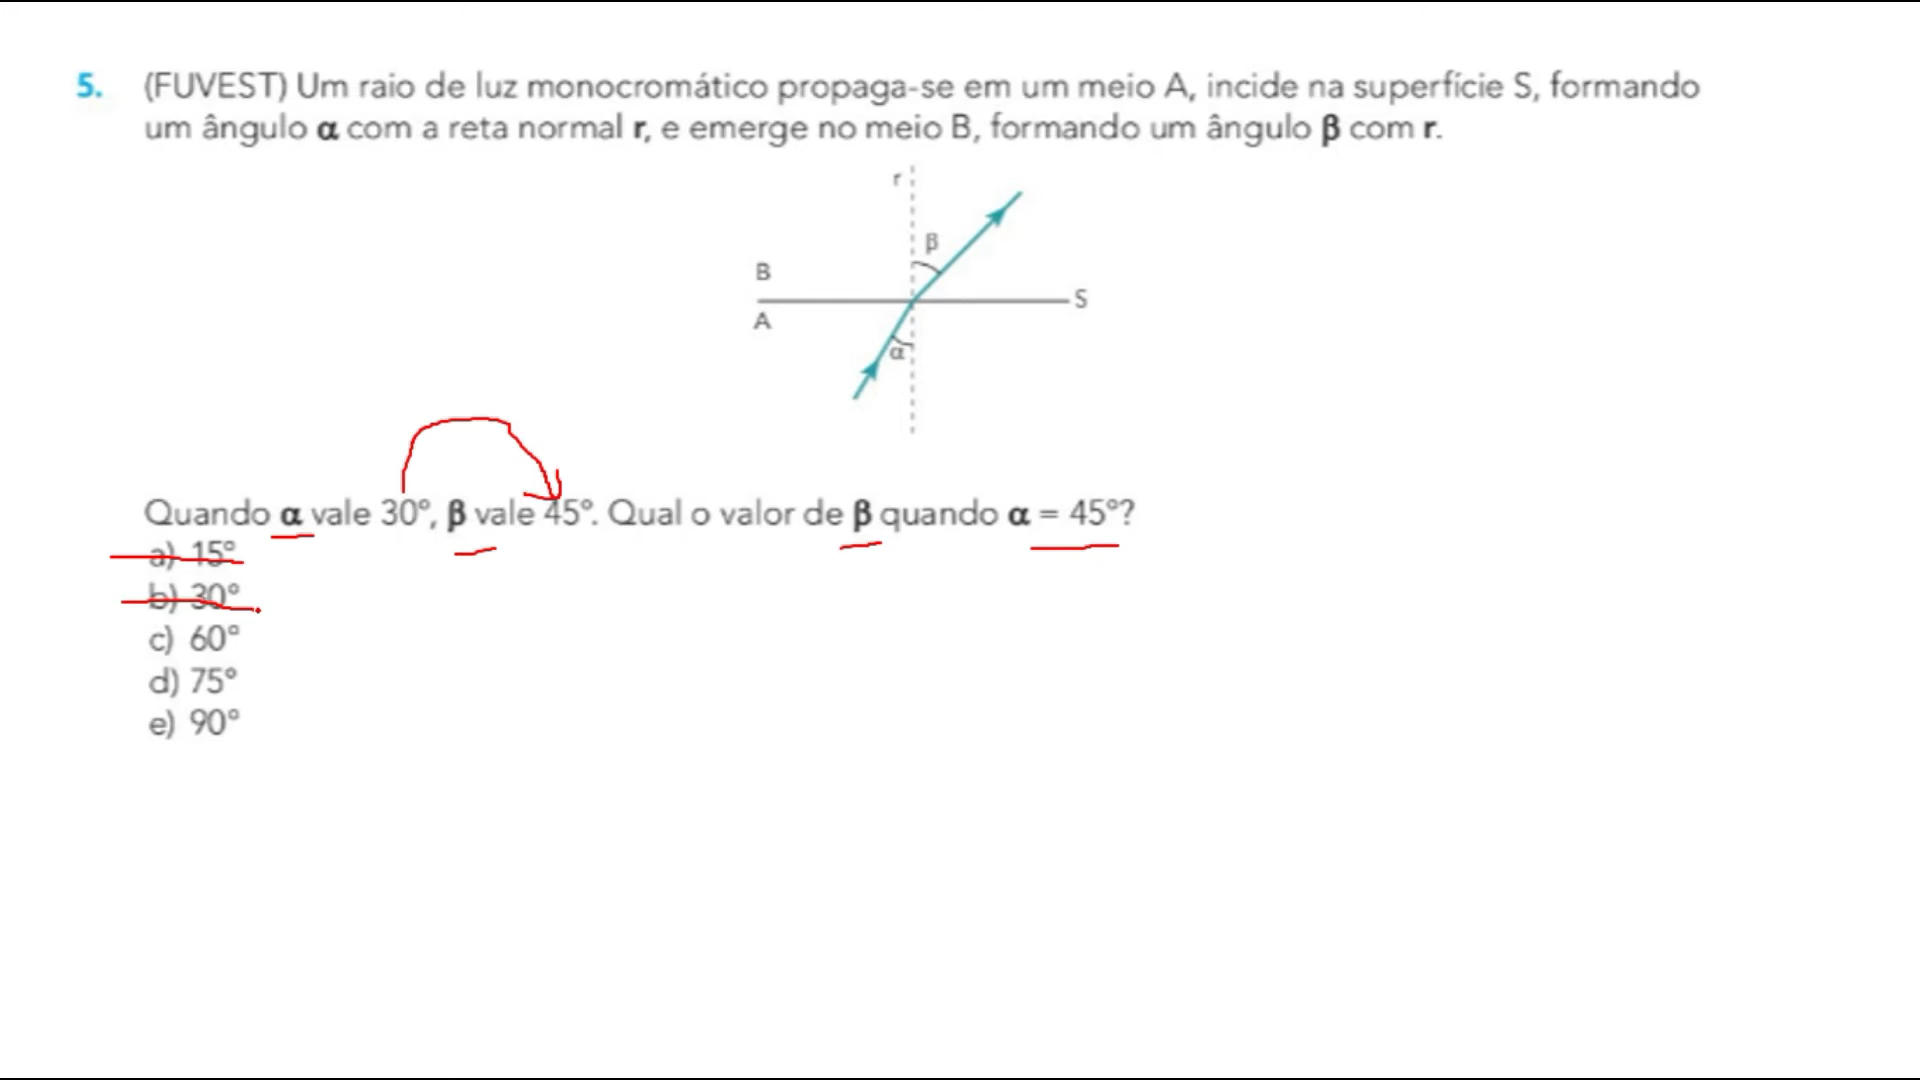 5. (FUVEST) Um raio de luz monocromático propaga-se em um meio A, incide na superfície S, formando
um ângulo α com a reta normal r, e emerge no meio B, formando um ângulo β com r.
r
β
B
S
A
α
Quando α vale 30°, β vale 45°. Qual o valor de β quando α = 45°?
a) 15°
b) 30°
c) 60°
d) 75°
e) 90°